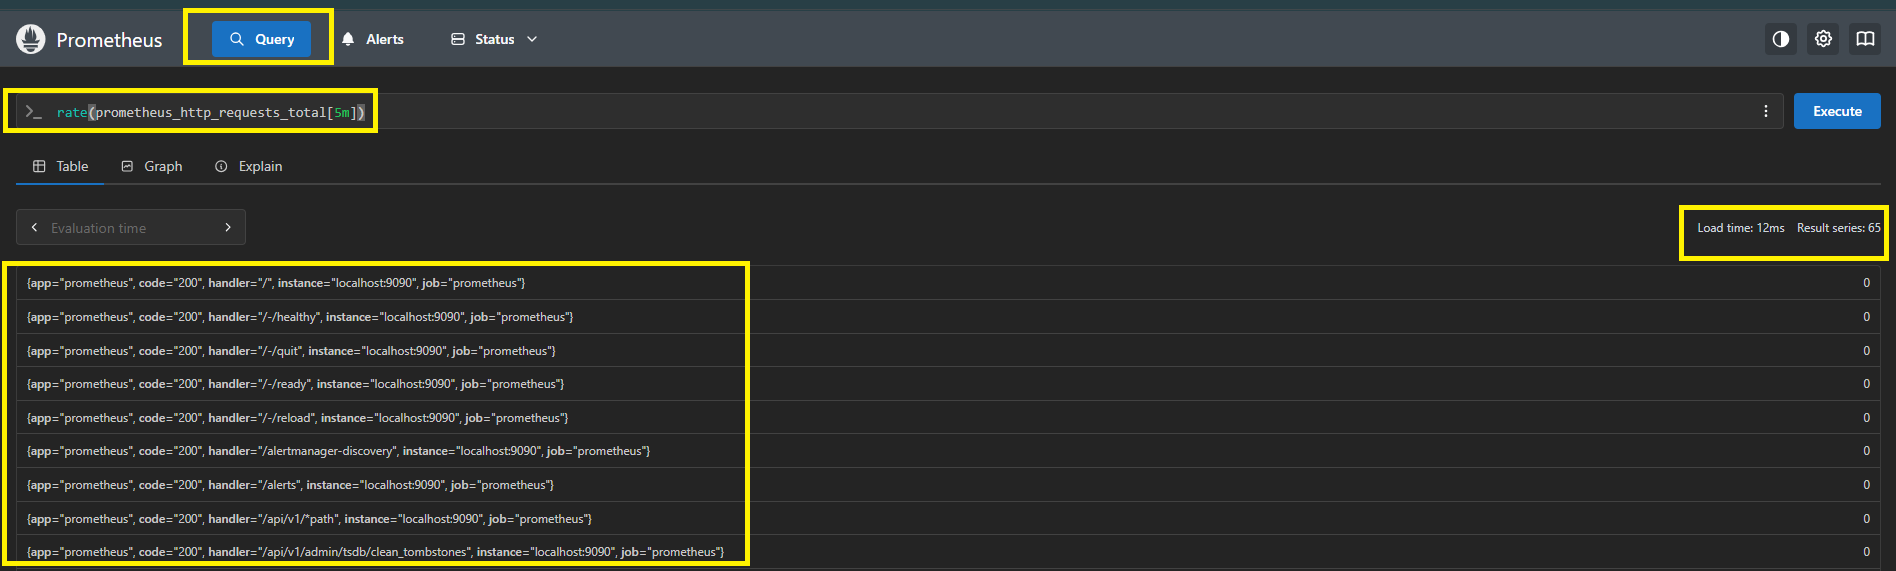 Prometheus Query Alerts Status
>_ rate(prometheus_http_requests_total[5m]) Execute
Table Graph Explain
Evaluation time Load time: 12ms Result series: 65
{app="prometheus", code="200", handler="/", instance="localhost:9090", job="prometheus"} 0
{app="prometheus", code="200", handler="/-/healthy", instance="localhost:9090", job="prometheus"} 0
{app="prometheus", code="200", handler="/-/quit", instance="localhost:9090", job="prometheus"} 0
{app="prometheus", code="200", handler="/-/ready", instance="localhost:9090", job="prometheus"} 0
{app="prometheus", code="200", handler="/-/reload", instance="localhost:9090", job="prometheus"} 0
{app="prometheus", code="200", handler="/alertmanager-discovery", instance="localhost:9090", job="prometheus"} 0
{app="prometheus", code="200", handler="/alerts", instance="localhost:9090", job="prometheus"} 0
{app="prometheus", code="200", handler="/api/v1/*path", instance="localhost:9090", job="prometheus"} 0
{app="prometheus", code="200", handler="/api/v1/admin/tsdb/clean_tombstones", instance="localhost:9090", job="prometheus"} 0